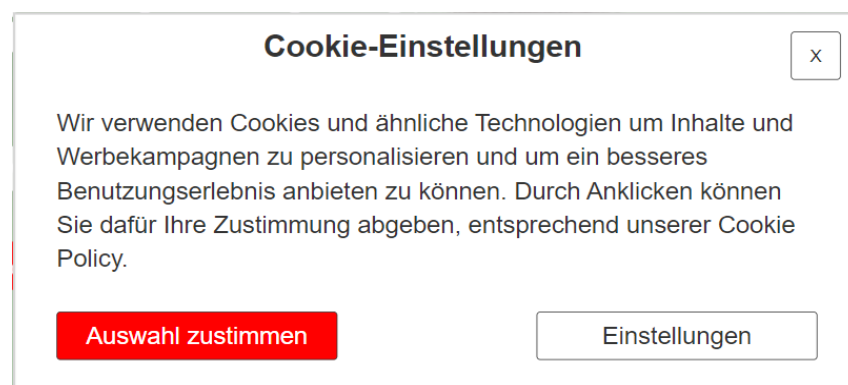 Cookie-Einstellungen
X
Wir verwenden Cookies und ähnliche Technologien um Inhalte und
Werbekampagnen zu personalisieren und um ein besseres
Benutzungserlebnis anbieten zu können. Durch Anklicken können
Sie dafür Ihre Zustimmung abgeben, entsprechend unserer Cookie
Policy.
Auswahl zustimmen
Einstellungen